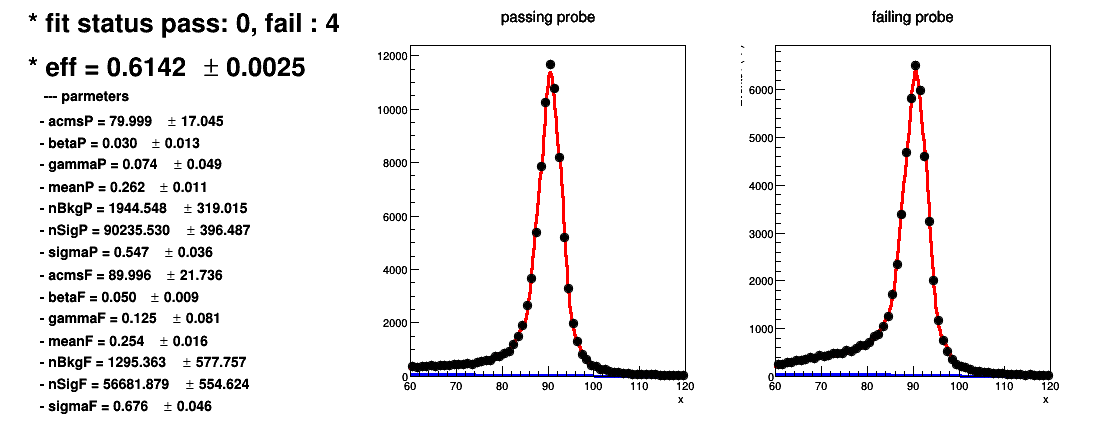 * fit status pass: 0, fail : 4
* eff = 0.6142 ± 0.0025
--- parmeters
- acmsP = 79.999 ± 17.045
- betaP = 0.030 ± 0.013
- gammaP = 0.074 ± 0.049
- meanP = 0.262 ± 0.011
- nBkgP = 1944.548 ± 319.015
- nSigP = 90235.530 ± 396.487
- sigmaP = 0.547 ± 0.036
- acmsF = 89.996 ± 21.736
- betaF = 0.050 ± 0.009
- gammaF = 0.125 ± 0.081
- meanF = 0.254 ± 0.016
- nBkgF = 1295.363 ± 577.757
- nSigF = 56681.879 ± 554.624
- sigmaF = 0.676 ± 0.046
passing probe
12000
10000
8000
6000
4000
2000
0
60 70 80 90 100 110 120
x
failing probe
6000
5000
4000
3000
2000
1000
0
60 70 80 90 100 110 120
x